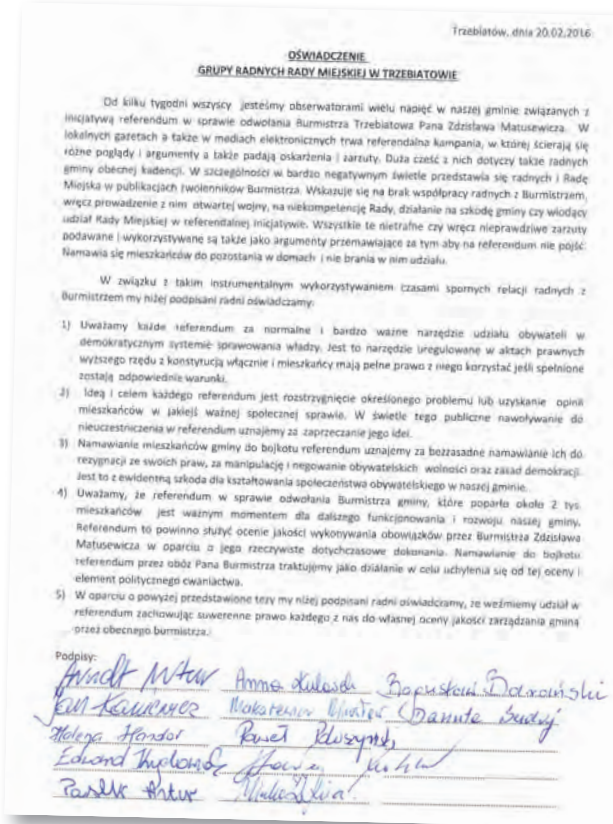 Trzebiatów, dnia 20.02.2016
OŚWIADCZENIE
GRUPY RADNYCH RADY MIEJSKIEJ W TRZEBIATOWIE
Od kilku tygodni wszyscy jesteśmy obserwatorami wielu napięć w naszej gminie związanych z
inicjatywą referendum w sprawie odwołania Burmistrza Trzebiatowa Pana Zdzisława Matusewicza. W
lokalnych gazetach a także w mediach elektronicznych trwa referendalna kampania, w której ścierają się
różne poglądy i argumenty a także padają oskarżenia i zarzuty. Duża cześć z nich dotyczy także radnych
gminy obecnej kadencji. W szczególności w bardzo negatywnym świetle przedstawia się radnych i Radę
Miejska w publikacjach zwolenników Burmistrza. Wskazuje się na brak współpracy radnych z Burmistrzem,
wręcz prowadzenie z nim otwartej wojny, na niekompetencję Rady, działanie na szkodę gminy czy wiodący
udział Rady Miejskiej w referendalnej inicjatywie. Wszystkie te nietrafne czy wręcz nieprawdziwe zarzuty
podawane i wykorzystywane są także jako argumenty przemawiające za tym aby na referendum nie pójść.
Namawia się mieszkańców do pozostania w domach i nie brania w nim udziału.
W związku z takim instrumentalnym wykorzystywaniem czasami spornych relacji radnych z
Burmistrzem my niżej podpisani radni oświadczamy:
1) Uważamy każde referendum za normalne i bardzo ważne narzędzie udziału obywateli w
demokratycznym systemie sprawowania władzy. Jest to narzędzie uregulowane w aktach prawnych
wyższego rzędu z konstytucją włącznie i mieszkańcy mają pełne prawo z niego korzystać jeśli spełnione
zostają odpowiednie warunki.
2) Ideą i celem każdego referendum jest rozstrzygnięcie określonego problemu lub uzyskanie opinii
mieszkańców w jakiejś ważnej społecznej sprawie. W świetle tego publiczne nawoływanie do
nieuczestniczenia w referendum uznajemy za zaprzeczanie jego idei.
3) Namawianie mieszkańców gminy do bojkotu referendum uznajemy za bezzasadne namawianie ich do
rezygnacji ze swoich praw, za manipulację i negowanie obywatelskich wolności oraz zasad demokracji.
Jest to z ewidentną szkoda dla kształtowania społeczeństwa obywatelskiego w naszej gminie.
4) Uważamy, że referendum w sprawie odwołania Burmistrza gminy, które poparło około 2 tys.
mieszkańców jest ważnym momentem dla dalszego funkcjonowania i rozwoju naszej gminy.
Referendum to powinno służyć ocenie jakości wykonywania obowiązków przez Burmistrza Zdzisława
Matusewicza w oparciu o jego rzeczywiste dotychczasowe dokonania. Namawianie do bojkotu
referendum przez obóz Pana Burmistrza traktujemy jako działanie w celu uchylenia się od tej oceny i
element politycznego cwaniactwa.
5) W oparciu o powyżej przedstawione tezy my niżej podpisani radni oświadczamy, że weźmiemy udział w
referendum zachowując suwerenne prawo każdego z nas do własnej oceny jakości zarządzania gminą
przez obecnego burmistrza.
Podpisy:
Arndt Artur Anna
Jan Danuta
Helena Paweł
Edward
Artur